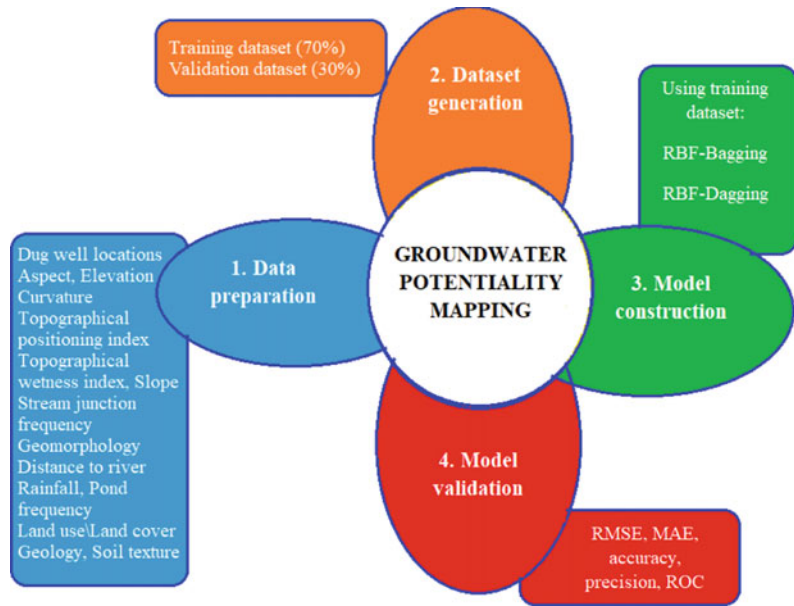 Training dataset (70%)
Validation dataset (30%)
2. Dataset
generation
Using training
dataset:
RBF-Bagging
RBF-Dagging
GROUNDWATER
POTENTIALITY
MAPPING
1. Data
preparation
Dug well locations
Aspect, Elevation
Curvature
Topographical
positioning index
Topographical
wetness index, Slope
Stream junction
frequency
Geomorphology
Distance to river
Rainfall, Pond
frequency
Land use\Land cover
Geology, Soil texture
3. Model
construction
4. Model
validation
RMSE, MAE,
accuracy,
precision, ROC